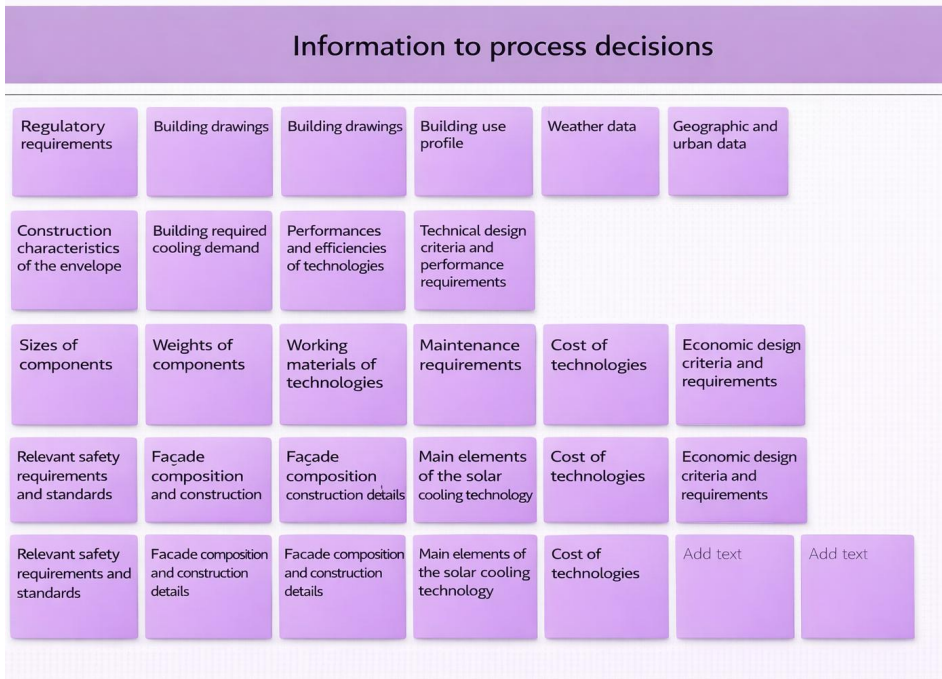 Information to process decisions
Regulatory
requirements
Building drawings
Building drawings
Building use
profile
Weather data
Geographic and
urban data
Construction
characteristics
of the envelope
Building required
cooling demand
Performances
and efficiencies
of technologies
Technical design
criteria and
performance
requirements
Sizes of
components
Weights of
components
Working
materials of
technologies
Maintenance
requirements
Cost of
technologies
Economic design
criteria and
requirements
Relevant safety
requirements
and standards
Façade
composition
and construction
Façade
composition
construction details
Main elements
of the solar
cooling technology
Cost of
technologies
Economic design
criteria and
requirements
Relevant safety
requirements and
standards
Facade composition
and construction
details
Facade composition
and construction
details
Main elements of
the solar cooling
technology
Cost of
technologies
Add text
Add text